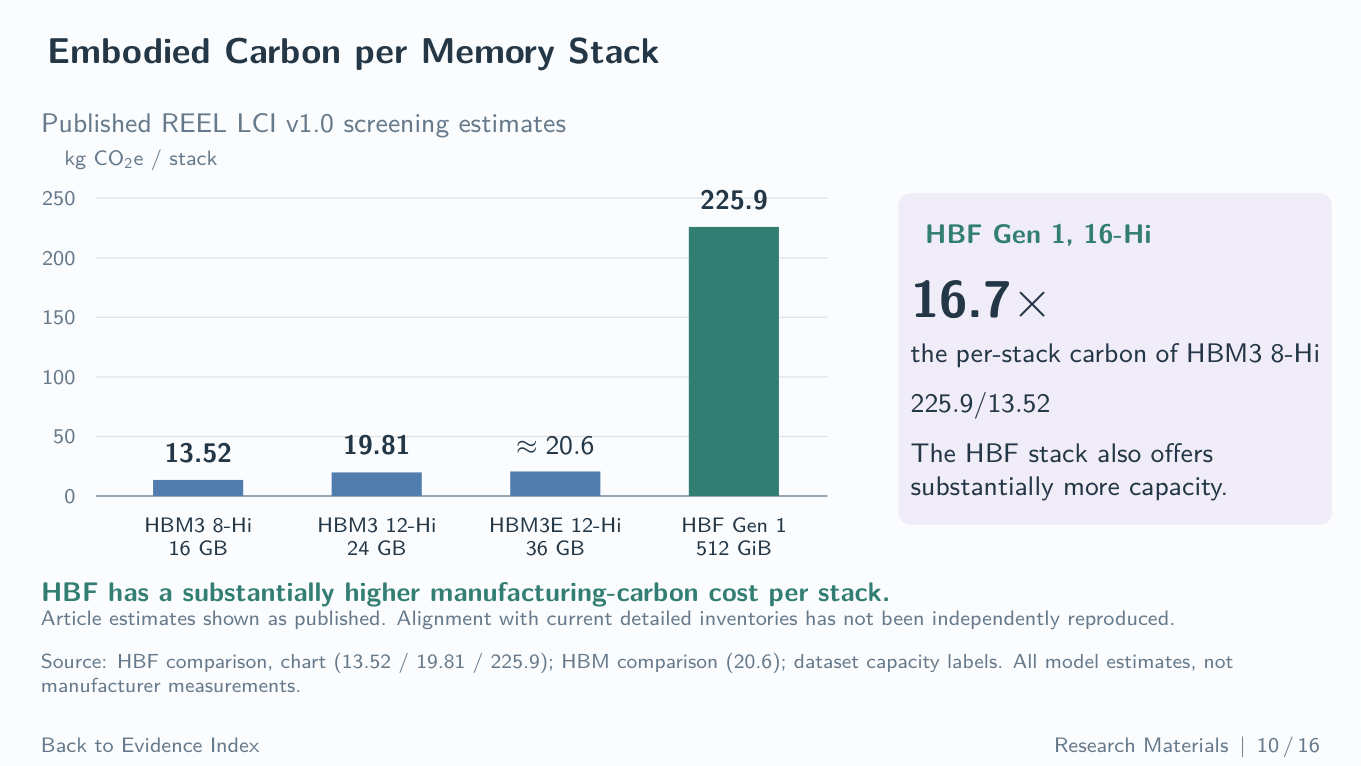 Embodied Carbon per Memory Stack
Published REEL LCI v1.0 screening estimates
kg CO₂e / stack
250
200
150
100
50
0
13.52
19.81
≈ 20.6
225.9
HBM3 8-Hi
16 GB
HBM3 12-Hi
24 GB
HBM3E 12-Hi
36 GB
HBF Gen 1
512 GiB
HBF Gen 1, 16-Hi
16.7×
the per-stack carbon of HBM3 8-Hi
225.9/13.52
The HBF stack also offers
substantially more capacity.
HBF has a substantially higher manufacturing-carbon cost per stack.
Article estimates shown as published. Alignment with current detailed inventories has not been independently reproduced.
Source: HBF comparison, chart (13.52 / 19.81 / 225.9); HBM comparison (20.6); dataset capacity labels. All model estimates, not
manufacturer measurements.
Back to Evidence Index
Research Materials | 10 / 16